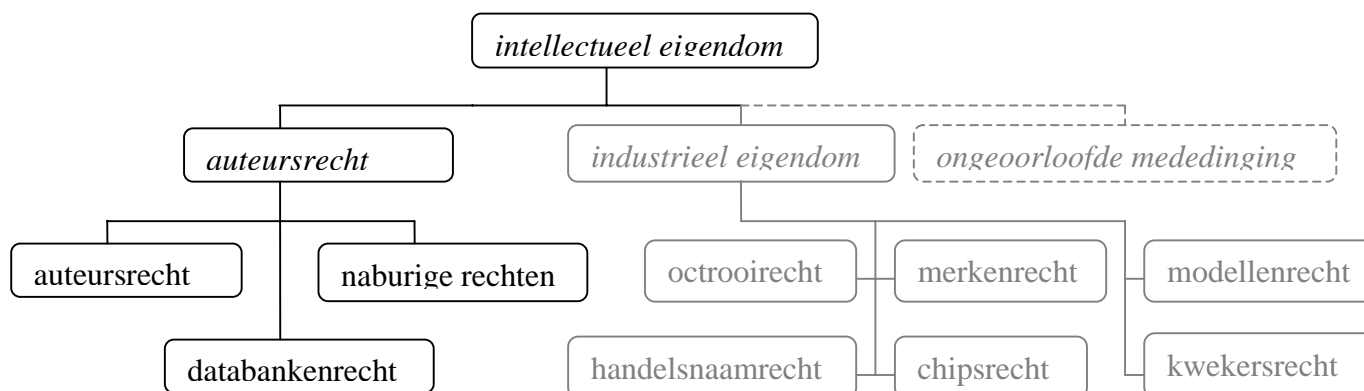 intellectueel eigendom
auteursrecht
industrieel eigendom
ongeoorloofde mededinging
auteursrecht
naburige rechten
octrooirecht
merkenrecht
modellenrecht
databankenrecht
handelsnaamrecht
chipsrecht
kwekersrecht